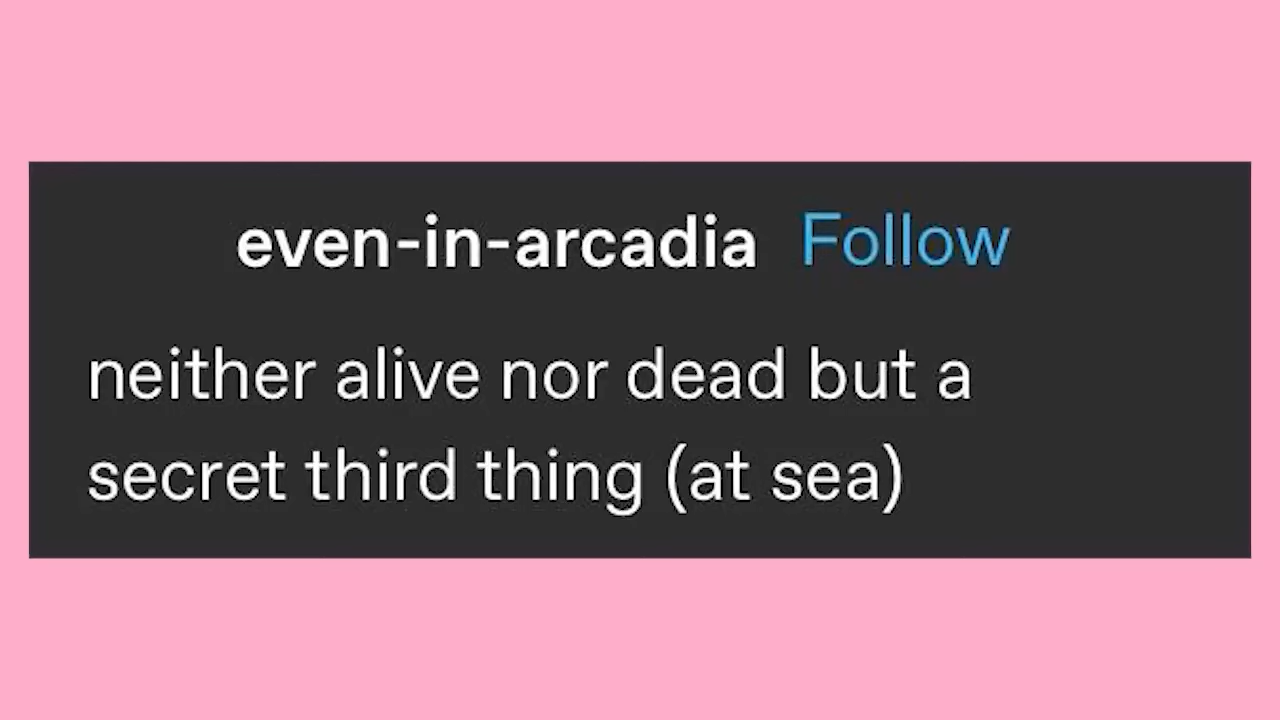 even-in-arcadia Follow
neither alive nor dead but a
secret third thing (at sea)